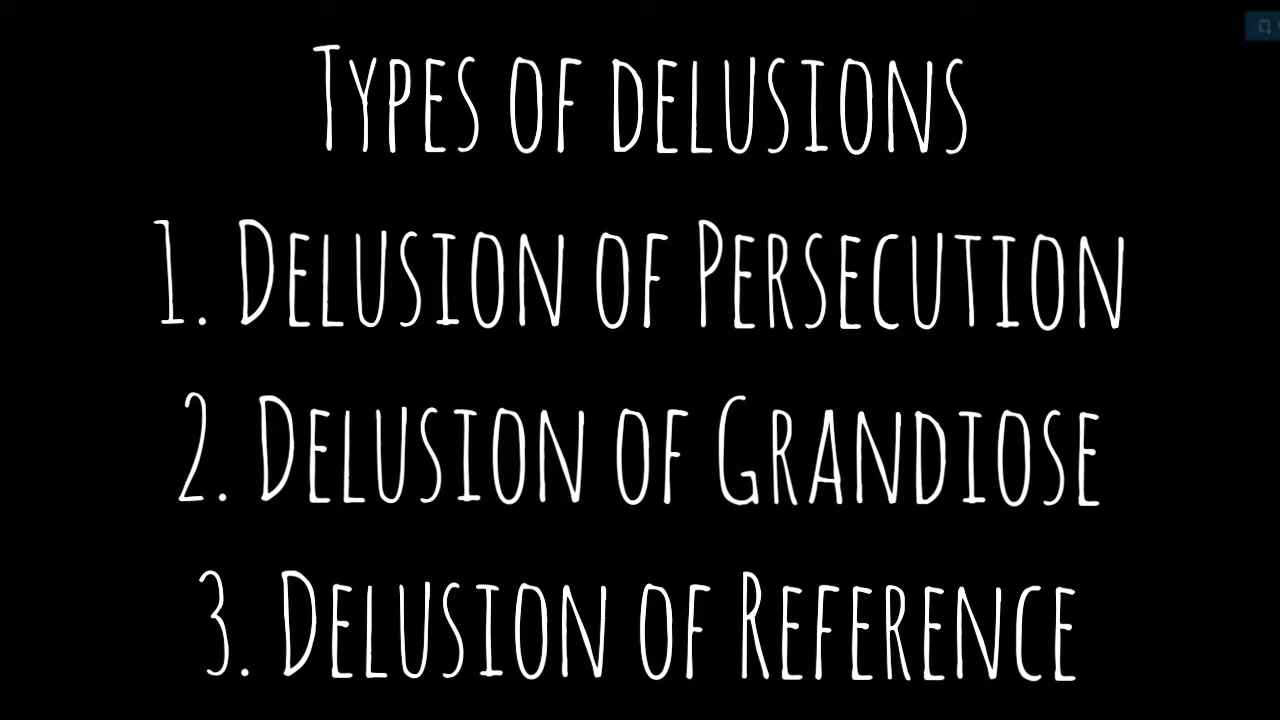 Types of delusions
1. Delusion of Persecution
2. Delusion of Grandiose
3. Delusion of Reference